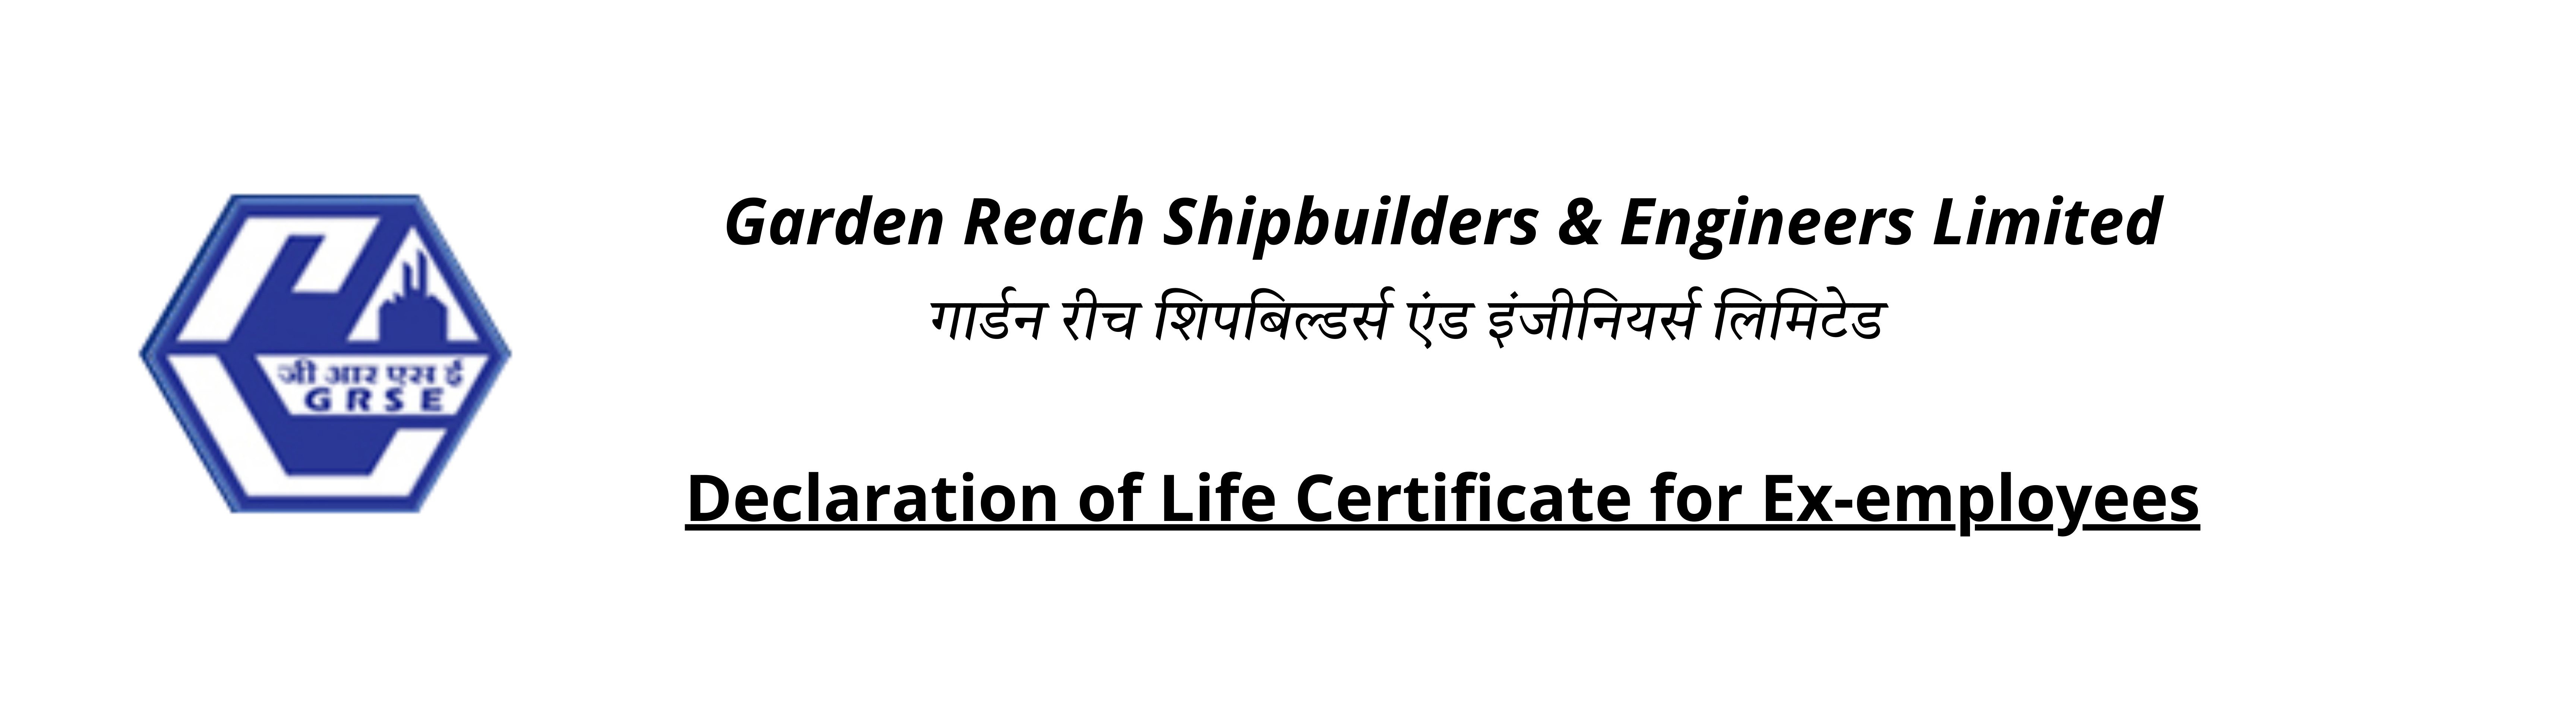 Garden Reach Shipbuilders & Engineers Limited
गार्डन रीच शिपबिल्डर्स एंड इंजीनियर्स लिमिटेड
जी आर एस ई
GRSE
Declaration of Life Certificate for Ex-employees